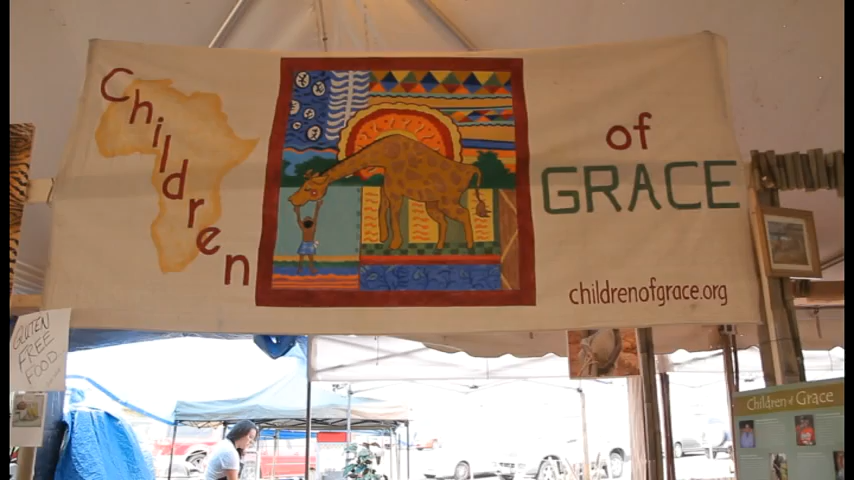 Children
of
GRACE
childrenofgrace.org
GLUTEN
FREE
FOOD
Children of Grace